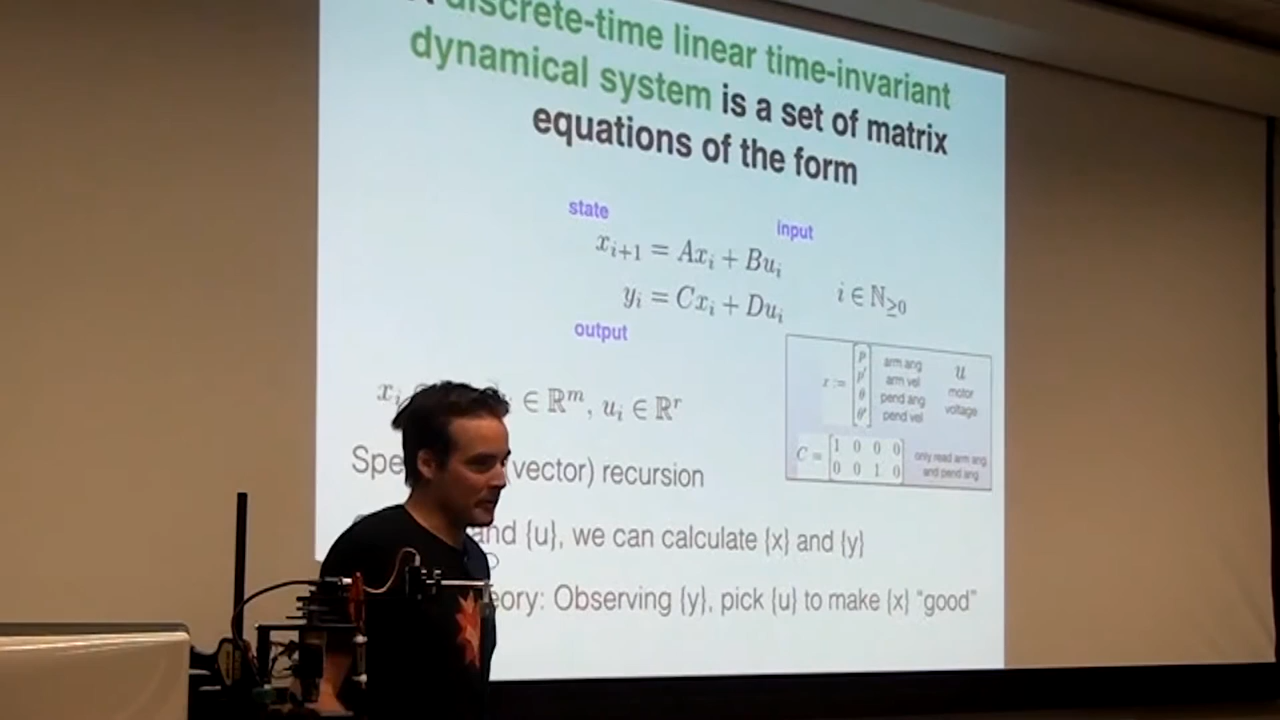 discrete-time linear time-invariant
dynamical system is a set of matrix
equations of the form
state
input
x_{i+1} = Ax_i + Bu_i
y_i = Cx_i + Du_i
i ∈ ℕ_{≥0}
output
x_i ∈ ℝ^m, u_i ∈ ℝ^r
x := [p p' θ θ']
arm ang
arm vel
pend ang
pend vel
u
motor
voltage
C = [1 0 0 0
0 0 1 0]
only read arm ang
and pend ang
Spe vector) recursion
and {u}, we can calculate {x} and {y}
eory: Observing {y}, pick {u} to make {x} “good”